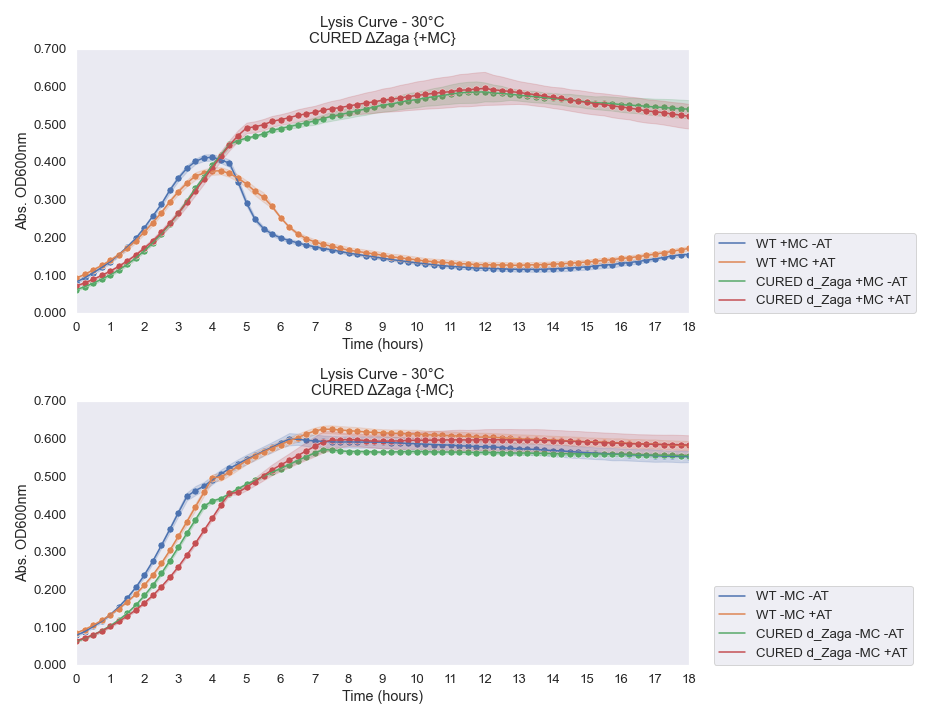 Lysis Curve - 30°C
CURED ΔZaga {+MC}
0.700
0.600
0.500
0.400
0.300
0.200
0.100
0.000
Abs. OD600nm
0 1 2 3 4 5 6 7 8 9 10 11 12 13 14 15 16 17 18
Time (hours)
WT +MC -AT
WT +MC +AT
CURED d_Zaga +MC -AT
CURED d_Zaga +MC +AT
Lysis Curve - 30°C
CURED ΔZaga {-MC}
0.700
0.600
0.500
0.400
0.300
0.200
0.100
0.000
Abs. OD600nm
0 1 2 3 4 5 6 7 8 9 10 11 12 13 14 15 16 17 18
Time (hours)
WT -MC -AT
WT -MC +AT
CURED d_Zaga -MC -AT
CURED d_Zaga -MC +AT